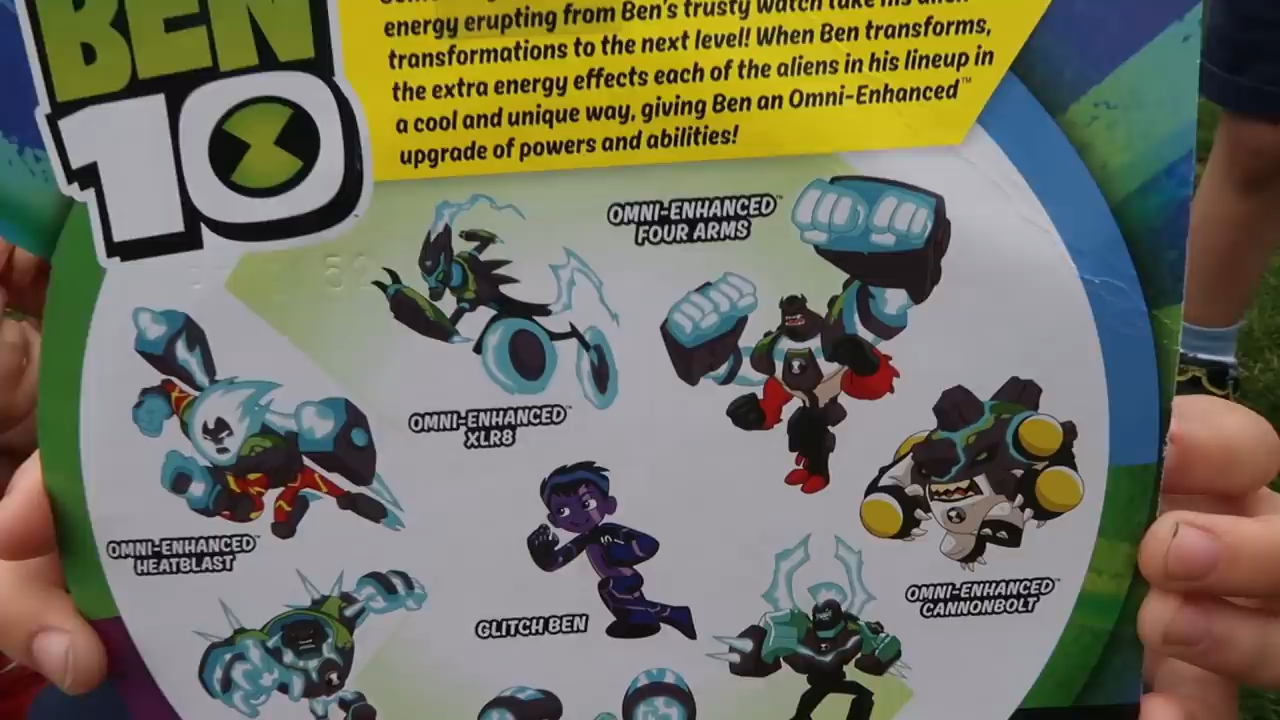 energy erupting from Ben's trusty watch take his alien
transformations to the next level! When Ben transforms,
the extra energy effects each of the aliens in his lineup in
a cool and unique way, giving Ben an Omni-Enhanced™
upgrade of powers and abilities!
BEN
10
OMNI-ENHANCED™
FOUR ARMS
OMNI-ENHANCED™
XLR8
OMNI-ENHANCED™
HEATBLAST
GLITCH BEN
OMNI-ENHANCED™
CANNONBOLT